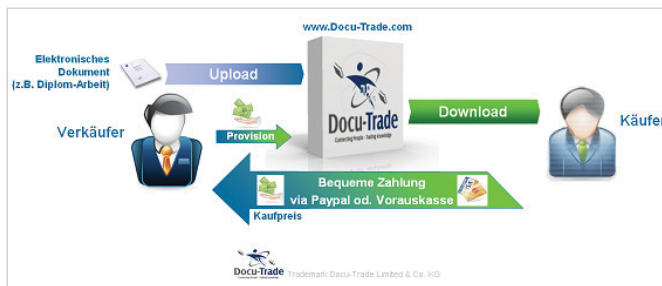 www.Docu-Trade.com
Elektronisches
Dokument
(z.B. Diplom-Arbeit)
Upload
Docu-Trade
Connecting People - Trading Knowledge
Download
Verkäufer
Provision
Käufer
Bequeme Zahlung
via Paypal od. Vorauskasse
Kaufpreis
Docu-Trade
Trademark Docu-Trade Limited & Co. KG